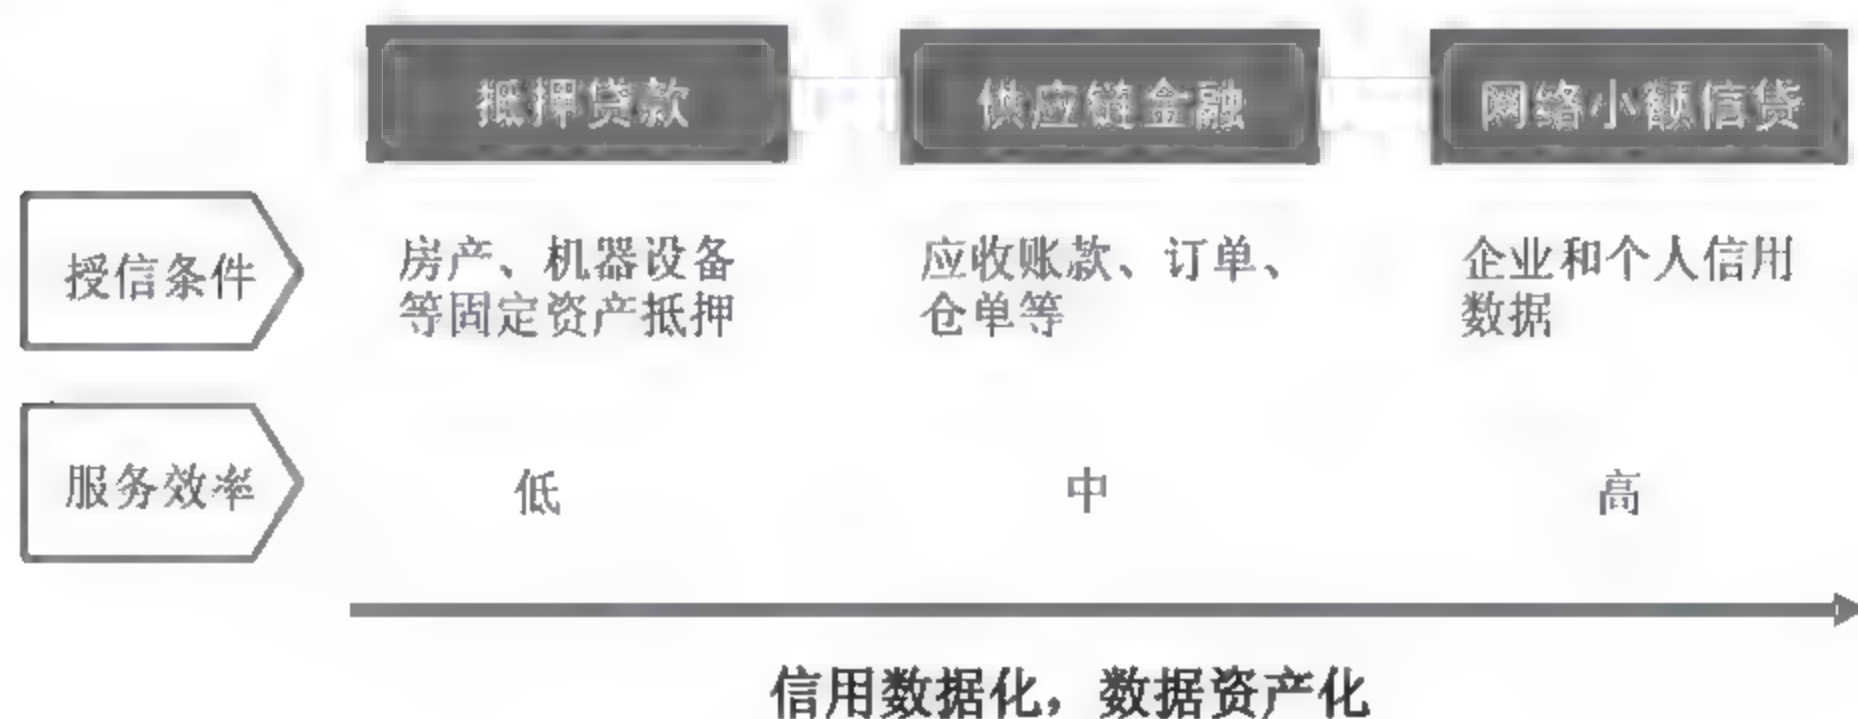 抵押贷款
供应链金融
网络小额信贷
授信条件
房产、机器设备
等固定资产抵押
应收账款、订单、
仓单等
企业和个人信用
数据
服务效率
低
中
高
信用数据化，数据资产化